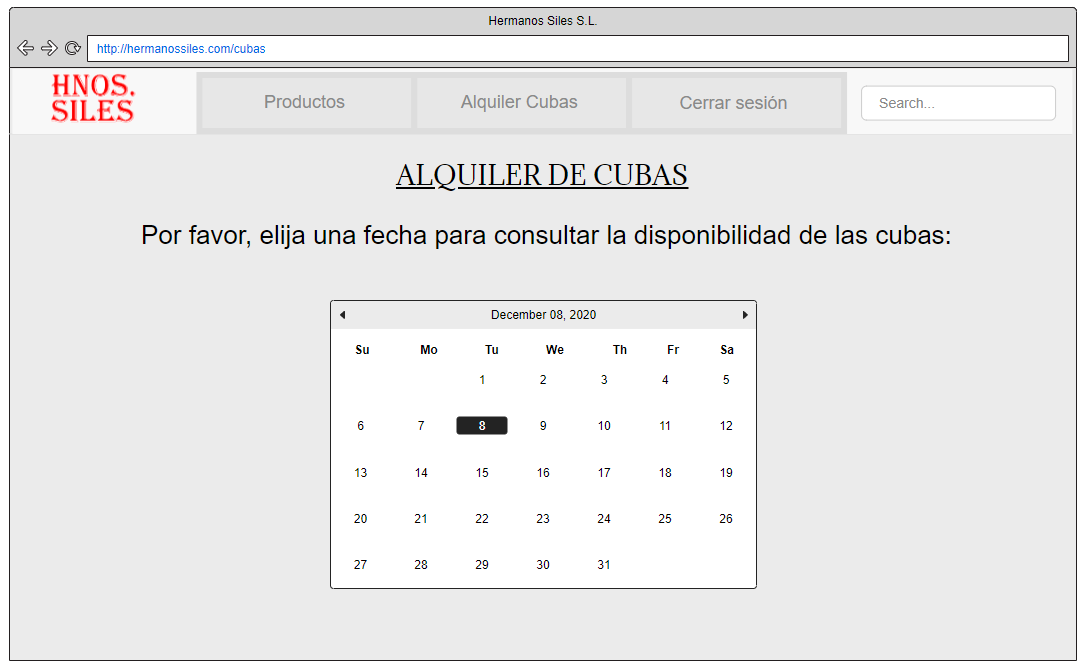 Hermanos Siles S.L.
http://hermanossiles.com/cubas
HNOS.
SILES
Productos Alquiler Cubas Cerrar sesión Search...
ALQUILER DE CUBAS
Por favor, elija una fecha para consultar la disponibilidad de las cubas:
December 08, 2020
Su Mo Tu We Th Fr Sa
1 2 3 4 5
6 7 8 9 10 11 12
13 14 15 16 17 18 19
20 21 22 23 24 25 26
27 28 29 30 31